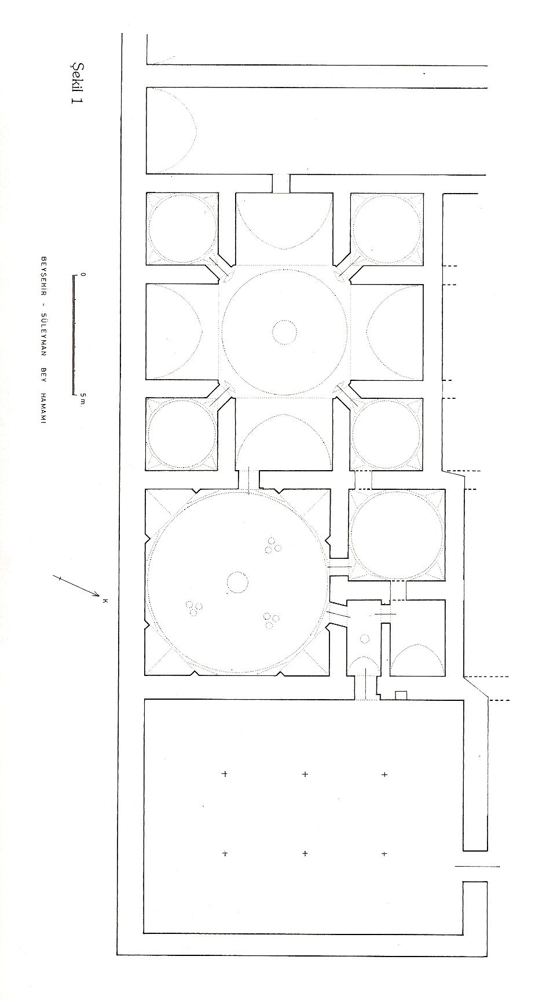 Şekil 1
0 5 m.
BEYŞEHIR - SÜLEYMAN BEY HAMAMI
K